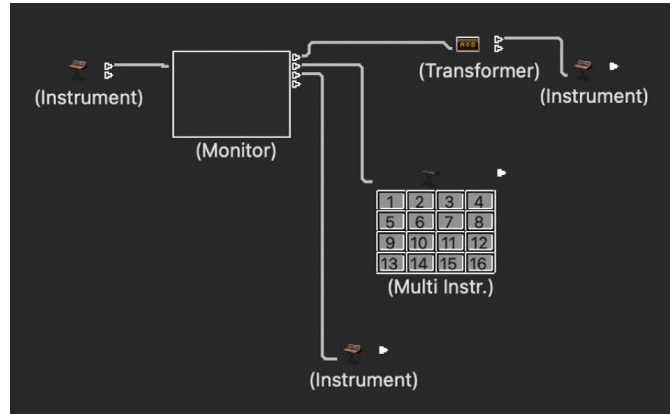 (Instrument)
(Monitor)
(Transformer)
(Instrument)
1 2 3 4
5 6 7 8
9 10 11 12
13 14 15 16
(Multi Instr.)
(Instrument)